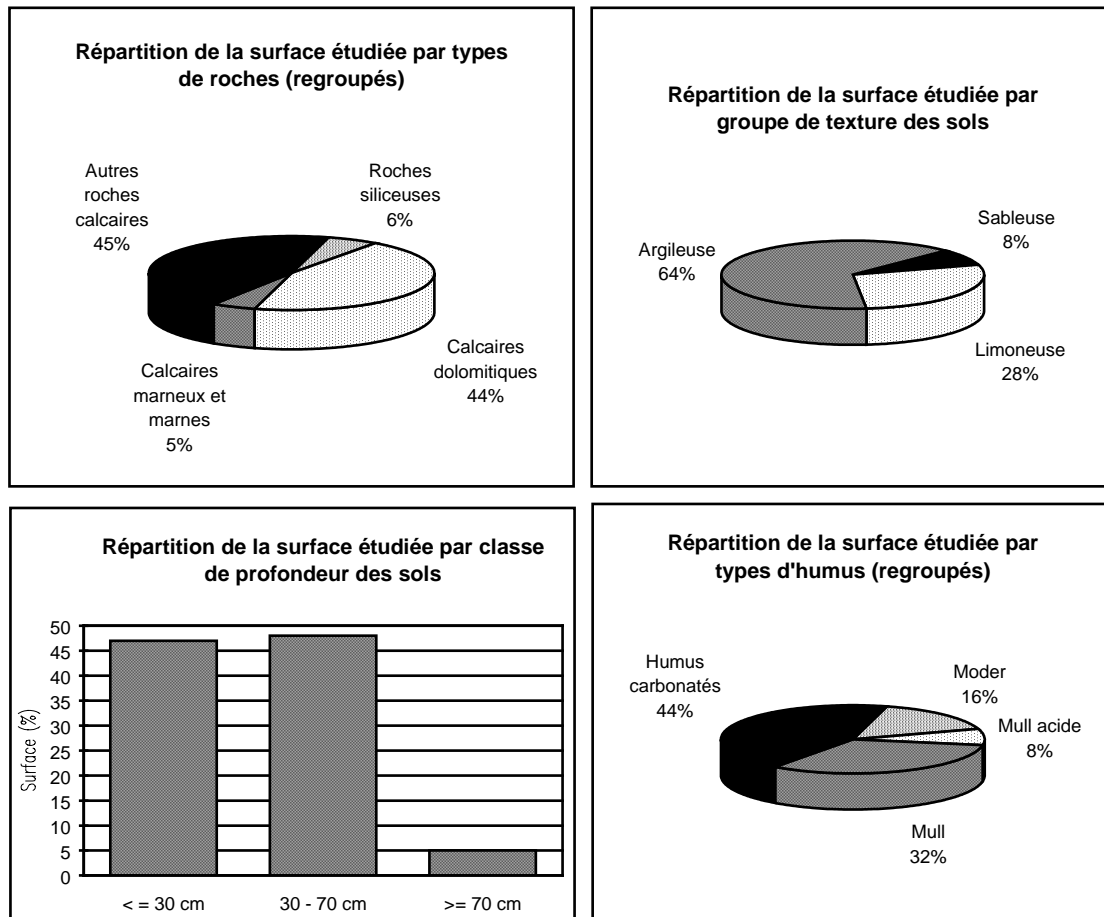 Répartition de la surface étudiée par types
de roches (regroupés)
Autres
roches
calcaires
45%
Roches
siliceuses
6%
Calcaires
marneux et
marnes
5%
Calcaires
dolomitiques
44%
Répartition de la surface étudiée par
groupe de texture des sols
Argileuse
64%
Sableuse
8%
Limoneuse
28%
Répartition de la surface étudiée par classe
de profondeur des sols
Surface (%)
50
45
40
35
30
25
20
15
10
5
0
< = 30 cm
30 - 70 cm
>= 70 cm
Répartition de la surface étudiée par
types d'humus (regroupés)
Humus
carbonatés
44%
Moder
16%
Mull acide
8%
Mull
32%